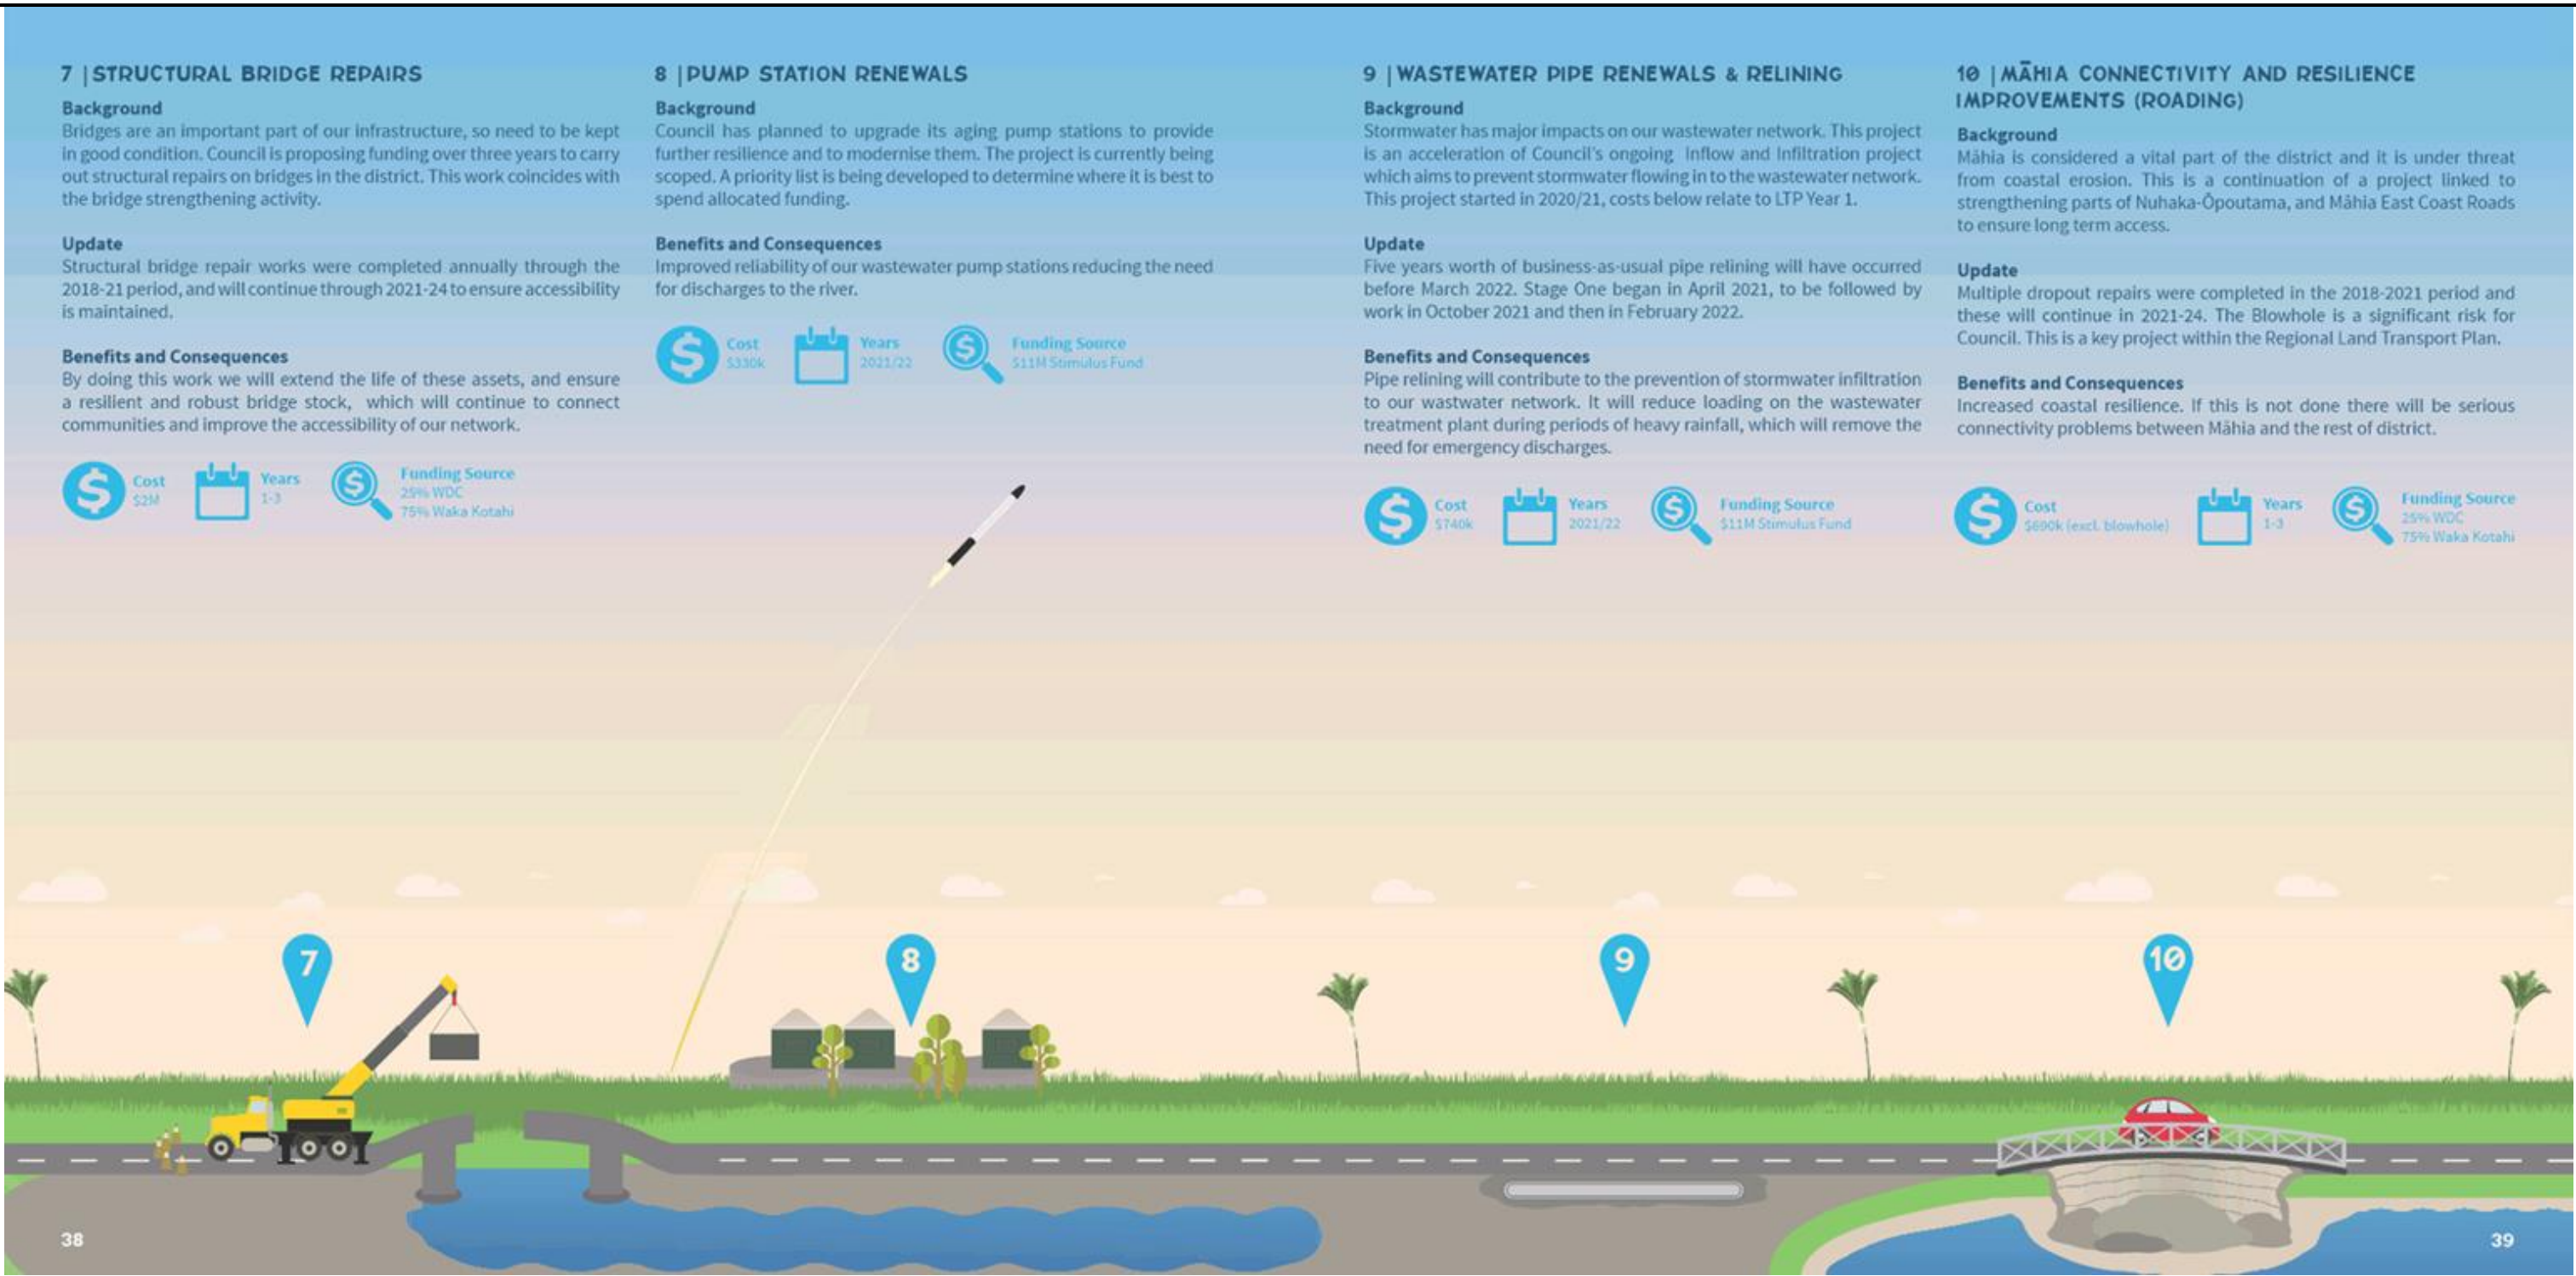 7 | STRUCTURAL BRIDGE REPAIRS
Background
Bridges are an important part of our infrastructure, so need to be kept
in good condition. Council is proposing funding over three years to carry
out structural repairs on bridges in the district. This work coincides with
the bridge strengthening activity.
Update
Structural bridge repair works were completed annually through the
2018-21 period, and will continue through 2021-24 to ensure accessibility
is maintained.
Benefits and Consequences
By doing this work we will extend the life of these assets, and ensure
a resilient and robust bridge stock, which will continue to connect
communities and improve the accessibility of our network.
Cost
$2M
Years
1-3
Funding Source
25% WDC
75% Waka Kotahi
8 | PUMP STATION RENEWALS
Background
Council has planned to upgrade its aging pump stations to provide
further resilience and to modernise them. The project is currently being
scoped. A priority list is being developed to determine where it is best to
spend allocated funding.
Benefits and Consequences
Improved reliability of our wastewater pump stations reducing the need
for discharges to the river.
Cost
$330k
Years
2021/22
Funding Source
$11M Stimulus Fund
9 | WASTEWATER PIPE RENEWALS & RELINING
Background
Stormwater has major impacts on our wastewater network. This project
is an acceleration of Council's ongoing Inflow and Infiltration project
which aims to prevent stormwater flowing in to the wastewater network.
This project started in 2020/21, costs below relate to LTP Year 1.
Update
Five years worth of business-as-usual pipe relining will have occurred
before March 2022. Stage One began in April 2021, to be followed by
work in October 2021 and then in February 2022.
Benefits and Consequences
Pipe relining will contribute to the prevention of stormwater infiltration
to our wastwater network. It will reduce loading on the wastewater
treatment plant during periods of heavy rainfall, which will remove the
need for emergency discharges.
Cost
$740k
Years
2021/22
Funding Source
$11M Stimulus Fund
10 | MĀHIA CONNECTIVITY AND RESILIENCE
IMPROVEMENTS (ROADING)
Background
Māhia is considered a vital part of the district and it is under threat
from coastal erosion. This is a continuation of a project linked to
strengthening parts of Nuhaka-Ōpoutama, and Māhia East Coast Roads
to ensure long term access.
Update
Multiple dropout repairs were completed in the 2018-2021 period and
these will continue in 2021-24. The Blowhole is a significant risk for
Council. This is a key project within the Regional Land Transport Plan.
Benefits and Consequences
Increased coastal resilience. If this is not done there will be serious
connectivity problems between Māhia and the rest of district.
Cost
$690k (excl. blowhole)
Years
1-3
Funding Source
25% WDC
75% Waka Kotahi
7
8
9
10
38
39